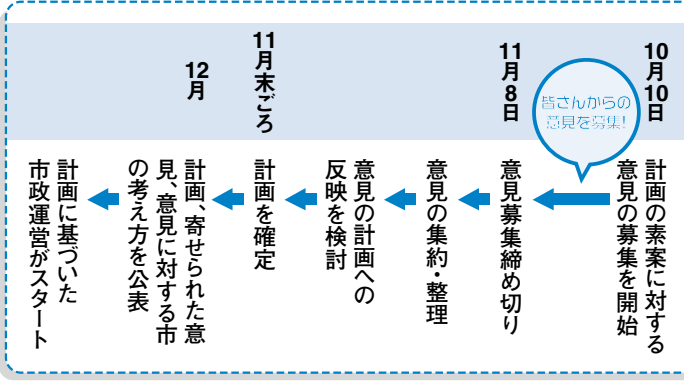 10月10日
計画の素案に対する
意見の募集を開始
皆さんからの
意見を募集!
11月8日
意見募集締め切り
意見の集約・整理
意見の計画への
反映を検討
11月末ごろ
計画を確定
12月
計画、寄せられた意
見、意見に対する市
の考え方を公表
計画に基づいた
市政運営がスタート